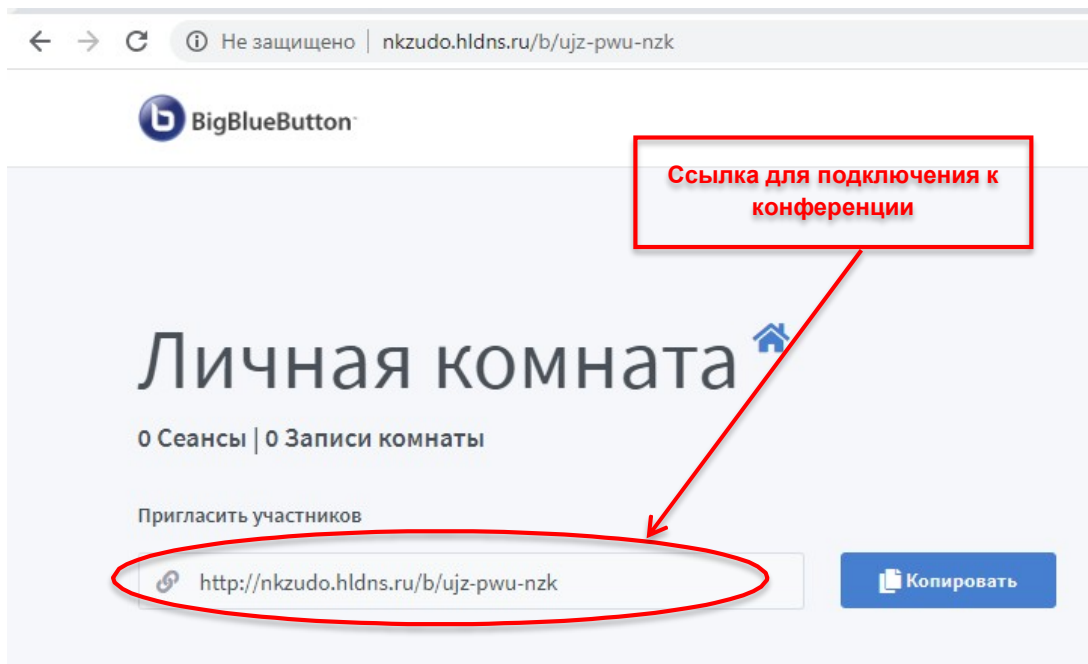 Не защищено | nkzudo.hldns.ru/b/ujz-pwu-nzk
BigBlueButton
Ссылка для подключения к
конференции
Личная комната
0 Сеансы | 0 Записи комнаты
Пригласить участников
http://nkzudo.hldns.ru/b/ujz-pwu-nzk
Копировать